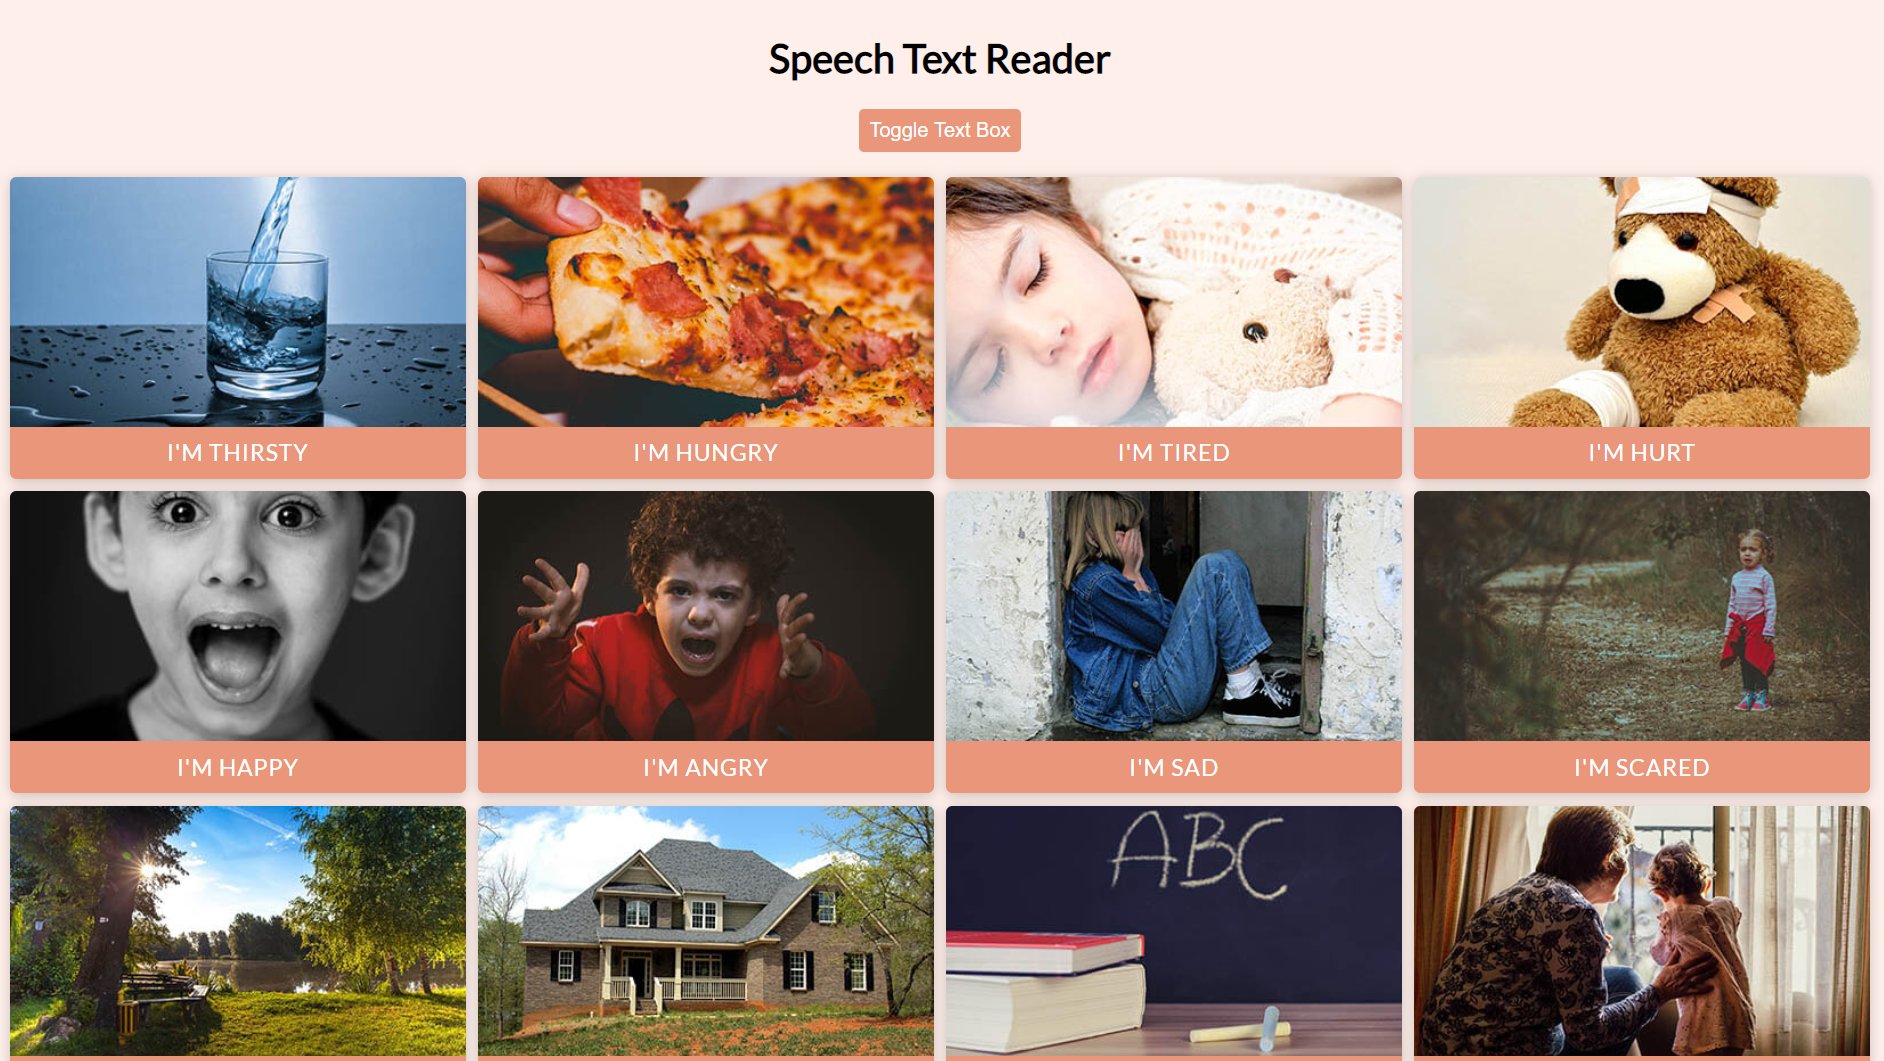 Speech Text Reader
Toggle Text Box
I'M THIRSTY
I'M HUNGRY
I'M TIRED
I'M HURT
I'M HAPPY
I'M ANGRY
I'M SAD
I'M SCARED
ABC